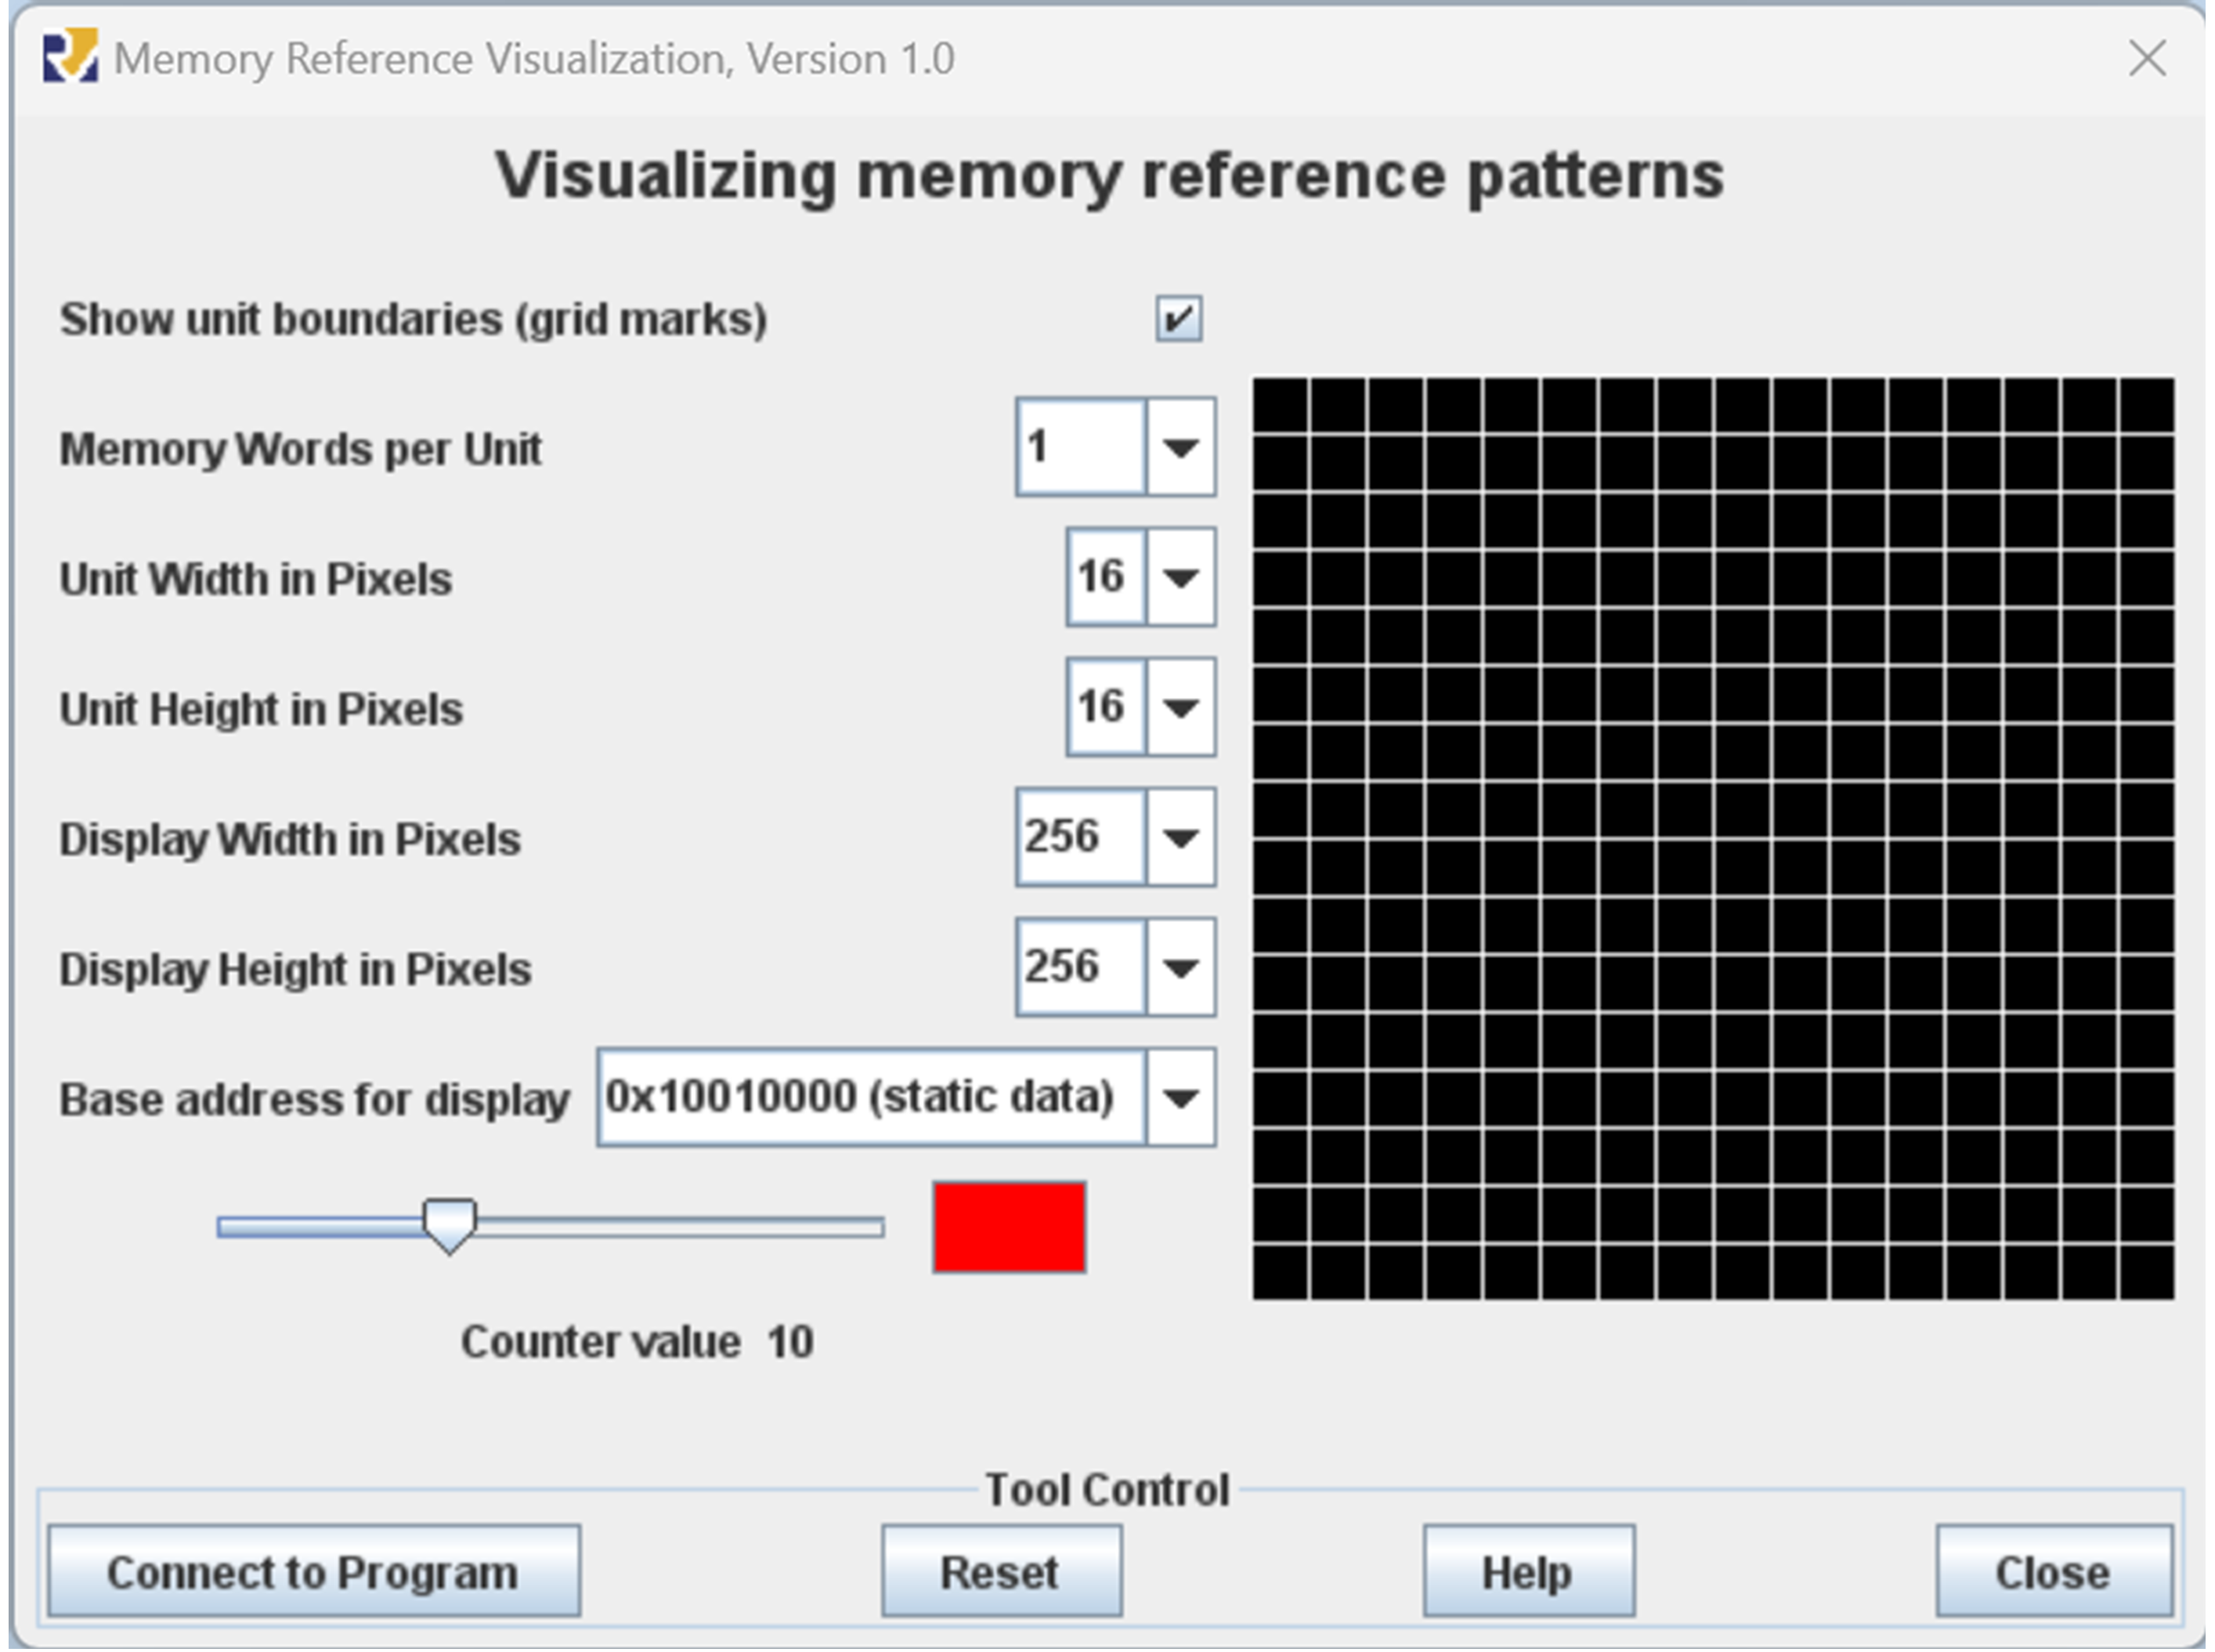 Memory Reference Visualization, Version 1.0
Visualizing memory reference patterns
Show unit boundaries (grid marks)
Memory Words per Unit 1
Unit Width in Pixels 16
Unit Height in Pixels 16
Display Width in Pixels 256
Display Height in Pixels 256
Base address for display 0x10010000 (static data)
Counter value 10
Tool Control
Connect to Program Reset Help Close